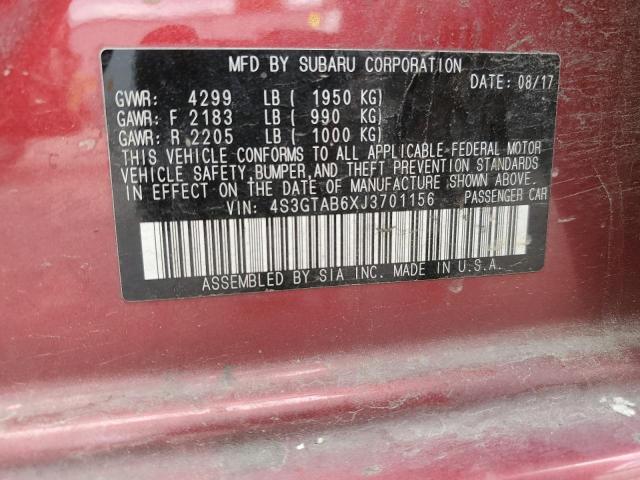 MFD BY SUBARU CORPORATION
DATE: 08/17
GVWR: 4299 LB ( 1950 KG)
GAWR: F 2183 LB ( 990 KG)
GAWR: R 2205 LB ( 1000 KG)
THIS VEHICLE CONFORMS TO ALL APPLICABLE-FEDERAL MOTOR
VEHICLE SAFETY, BUMPER, AND THEFT PREVENTION STANDARDS
IN EFFECT ON THE DATE OF MANUFACTURE SHOWN ABOVE.
VIN: 4S3GTAB6XJ3701156 PASSENGER CAR
ASSEMBLED BY SIA INC. MADE IN U.S.A.